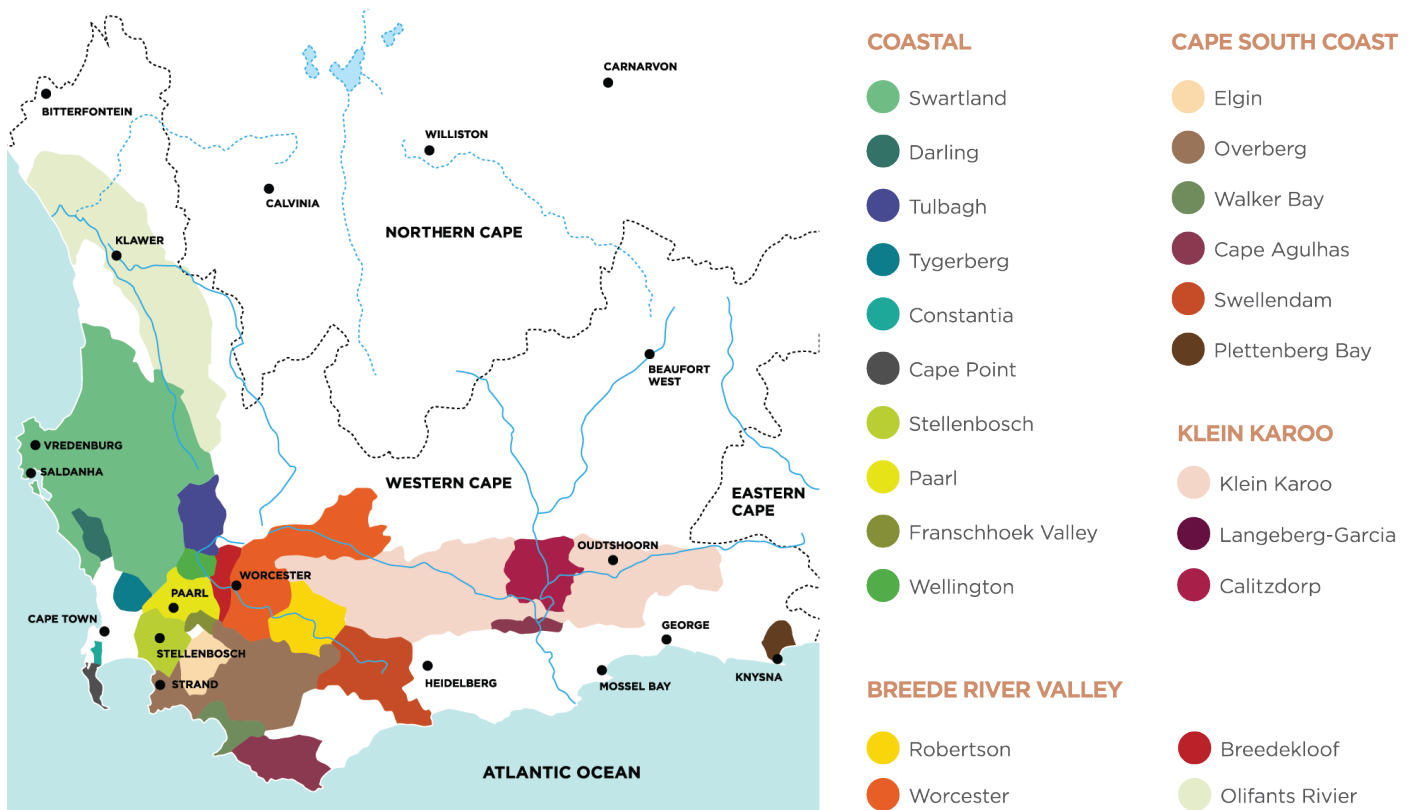 CARNARVON
BITTERFONTEIN
WILLISTON
CALVINIA
NORTHERN CAPE
KLAWER
BEAUFORT
WEST
VREDENBURG
SALDANHA
WESTERN CAPE
EASTERN
CAPE
OUDTSHOORN
WORCESTER
PAARL
CAPE TOWN
GEORGE
STELLENBOSCH
STRAND
HEIDELBERG
MOSSEL BAY
KNYSNA
ATLANTIC OCEAN
COASTAL
Swartland
Darling
Tulbagh
Tygerberg
Constantia
Cape Point
Stellenbosch
Paarl
Franschhoek Valley
Wellington
CAPE SOUTH COAST
Elgin
Overberg
Walker Bay
Cape Agulhas
Swellendam
Plettenberg Bay
KLEIN KAROO
Klein Karoo
Langeberg-Garcia
Calitzdorp
BREEDE RIVER VALLEY
Robertson
Worcester
Breedekloof
Olifants Rivier